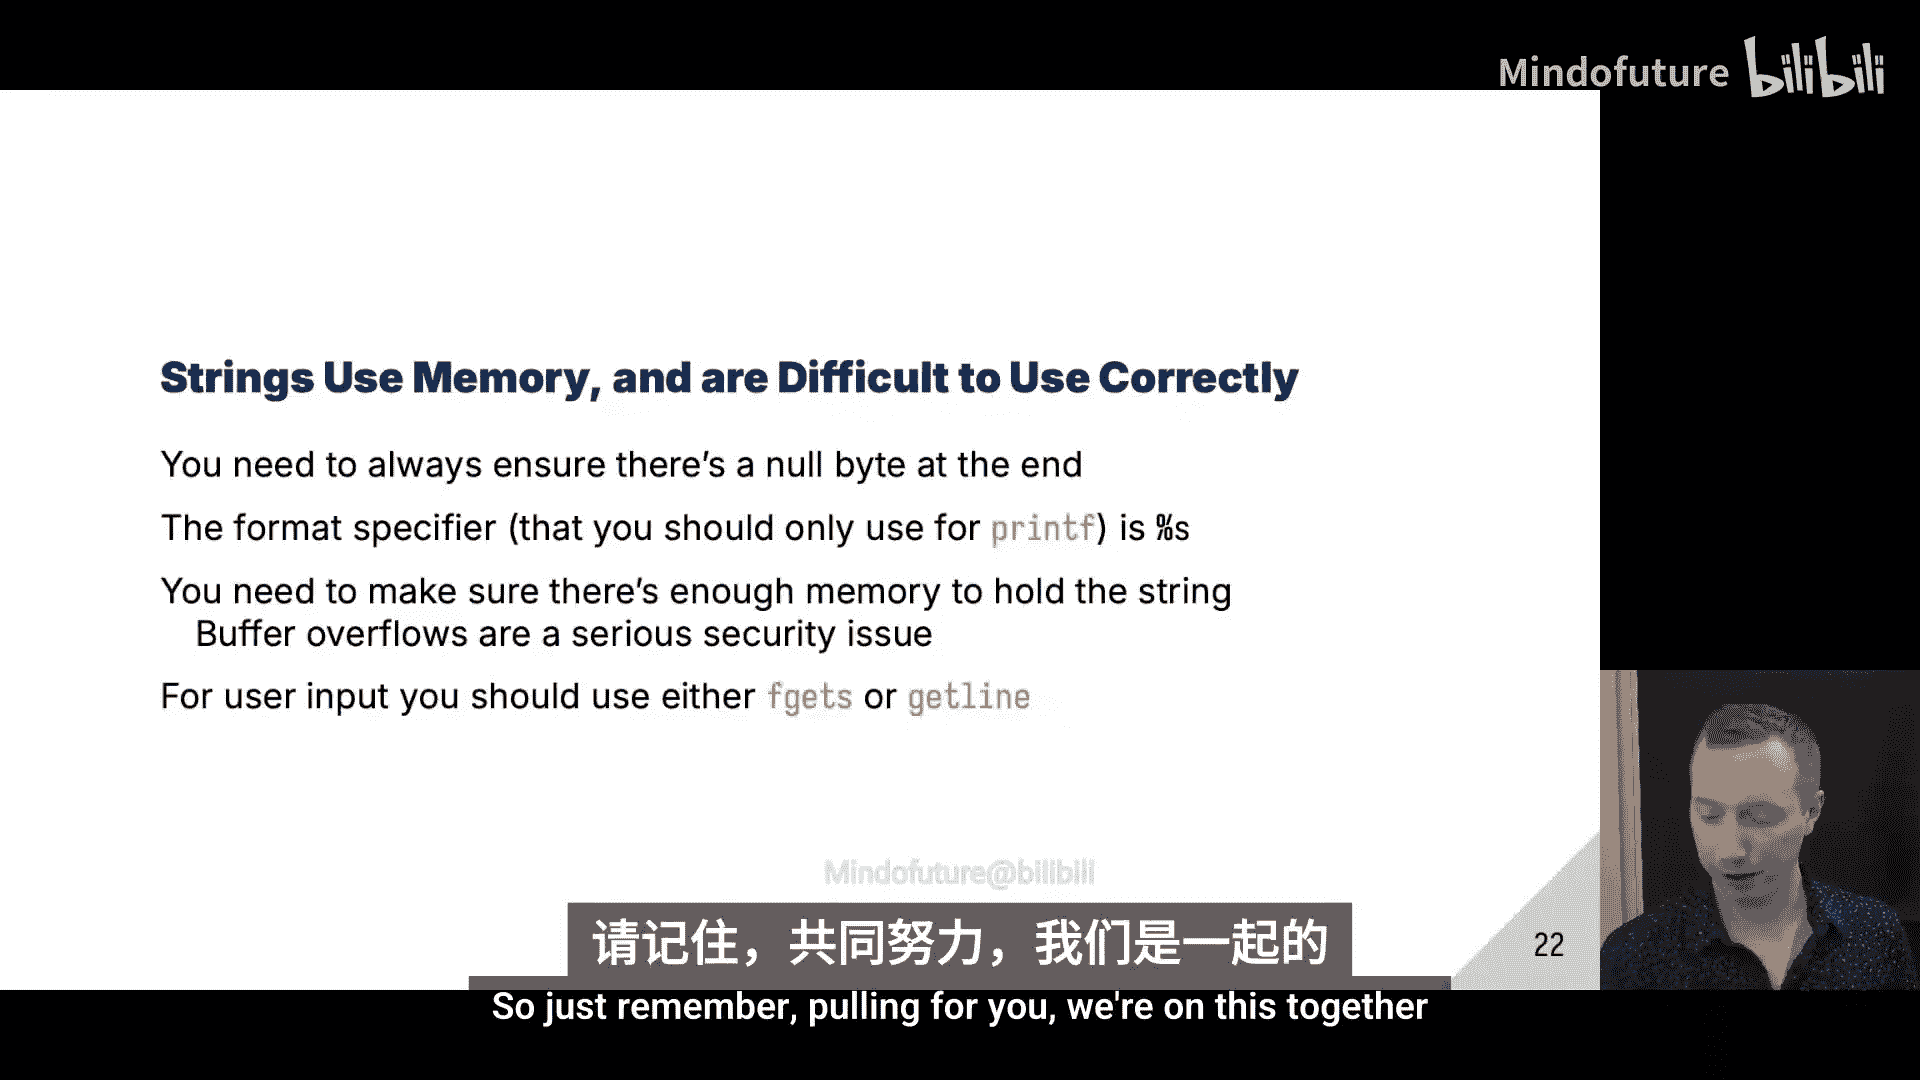 Mindofuture bilibili
Strings Use Memory, and are Difficult to Use Correctly
You need to always ensure there’s a null byte at the end
The format specifier (that you should only use for printf) is %s
You need to make sure there’s enough memory to hold the string
Buffer overflows are a serious security issue
For user input you should use either fgets or getline
Mindofuture@bilibili
请记住，共同努力，我们是一起的
22
So just remember, pulling for you, we're on this together